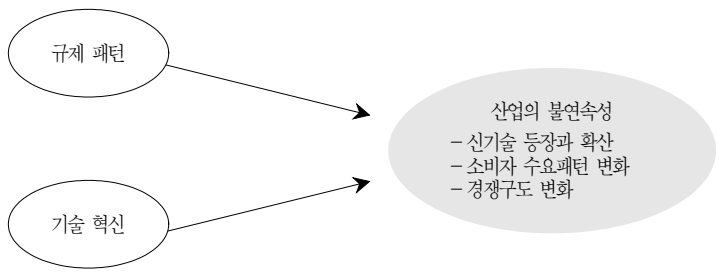 규제 패턴
산업의 불연속성
– 신기술 등장과 확산
– 소비자 수요패턴 변화
– 경쟁구도 변화
기술 혁신